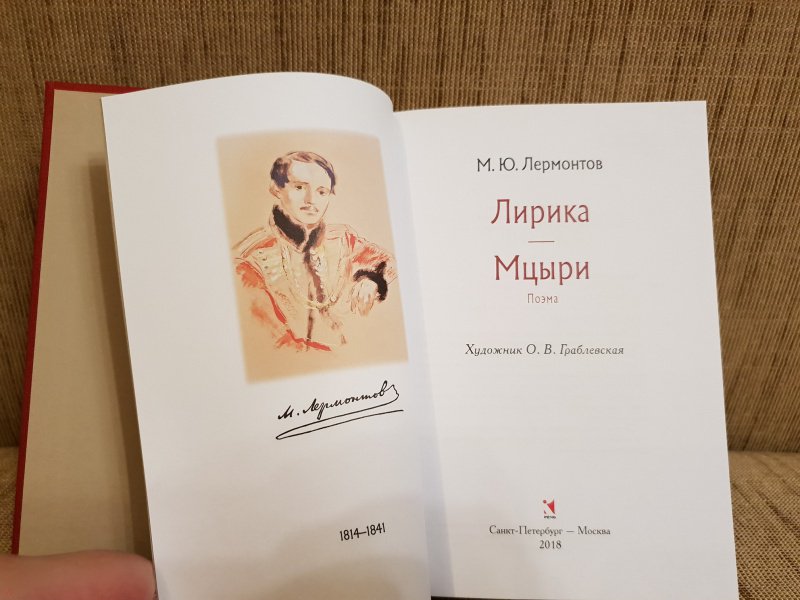 М. Лермонтов
1814–1841
М. Ю. Лермонтов
Лирика
Мцыри
Поэма
Художник О. В. Граблевская
Санкт-Петербург — Москва
2018